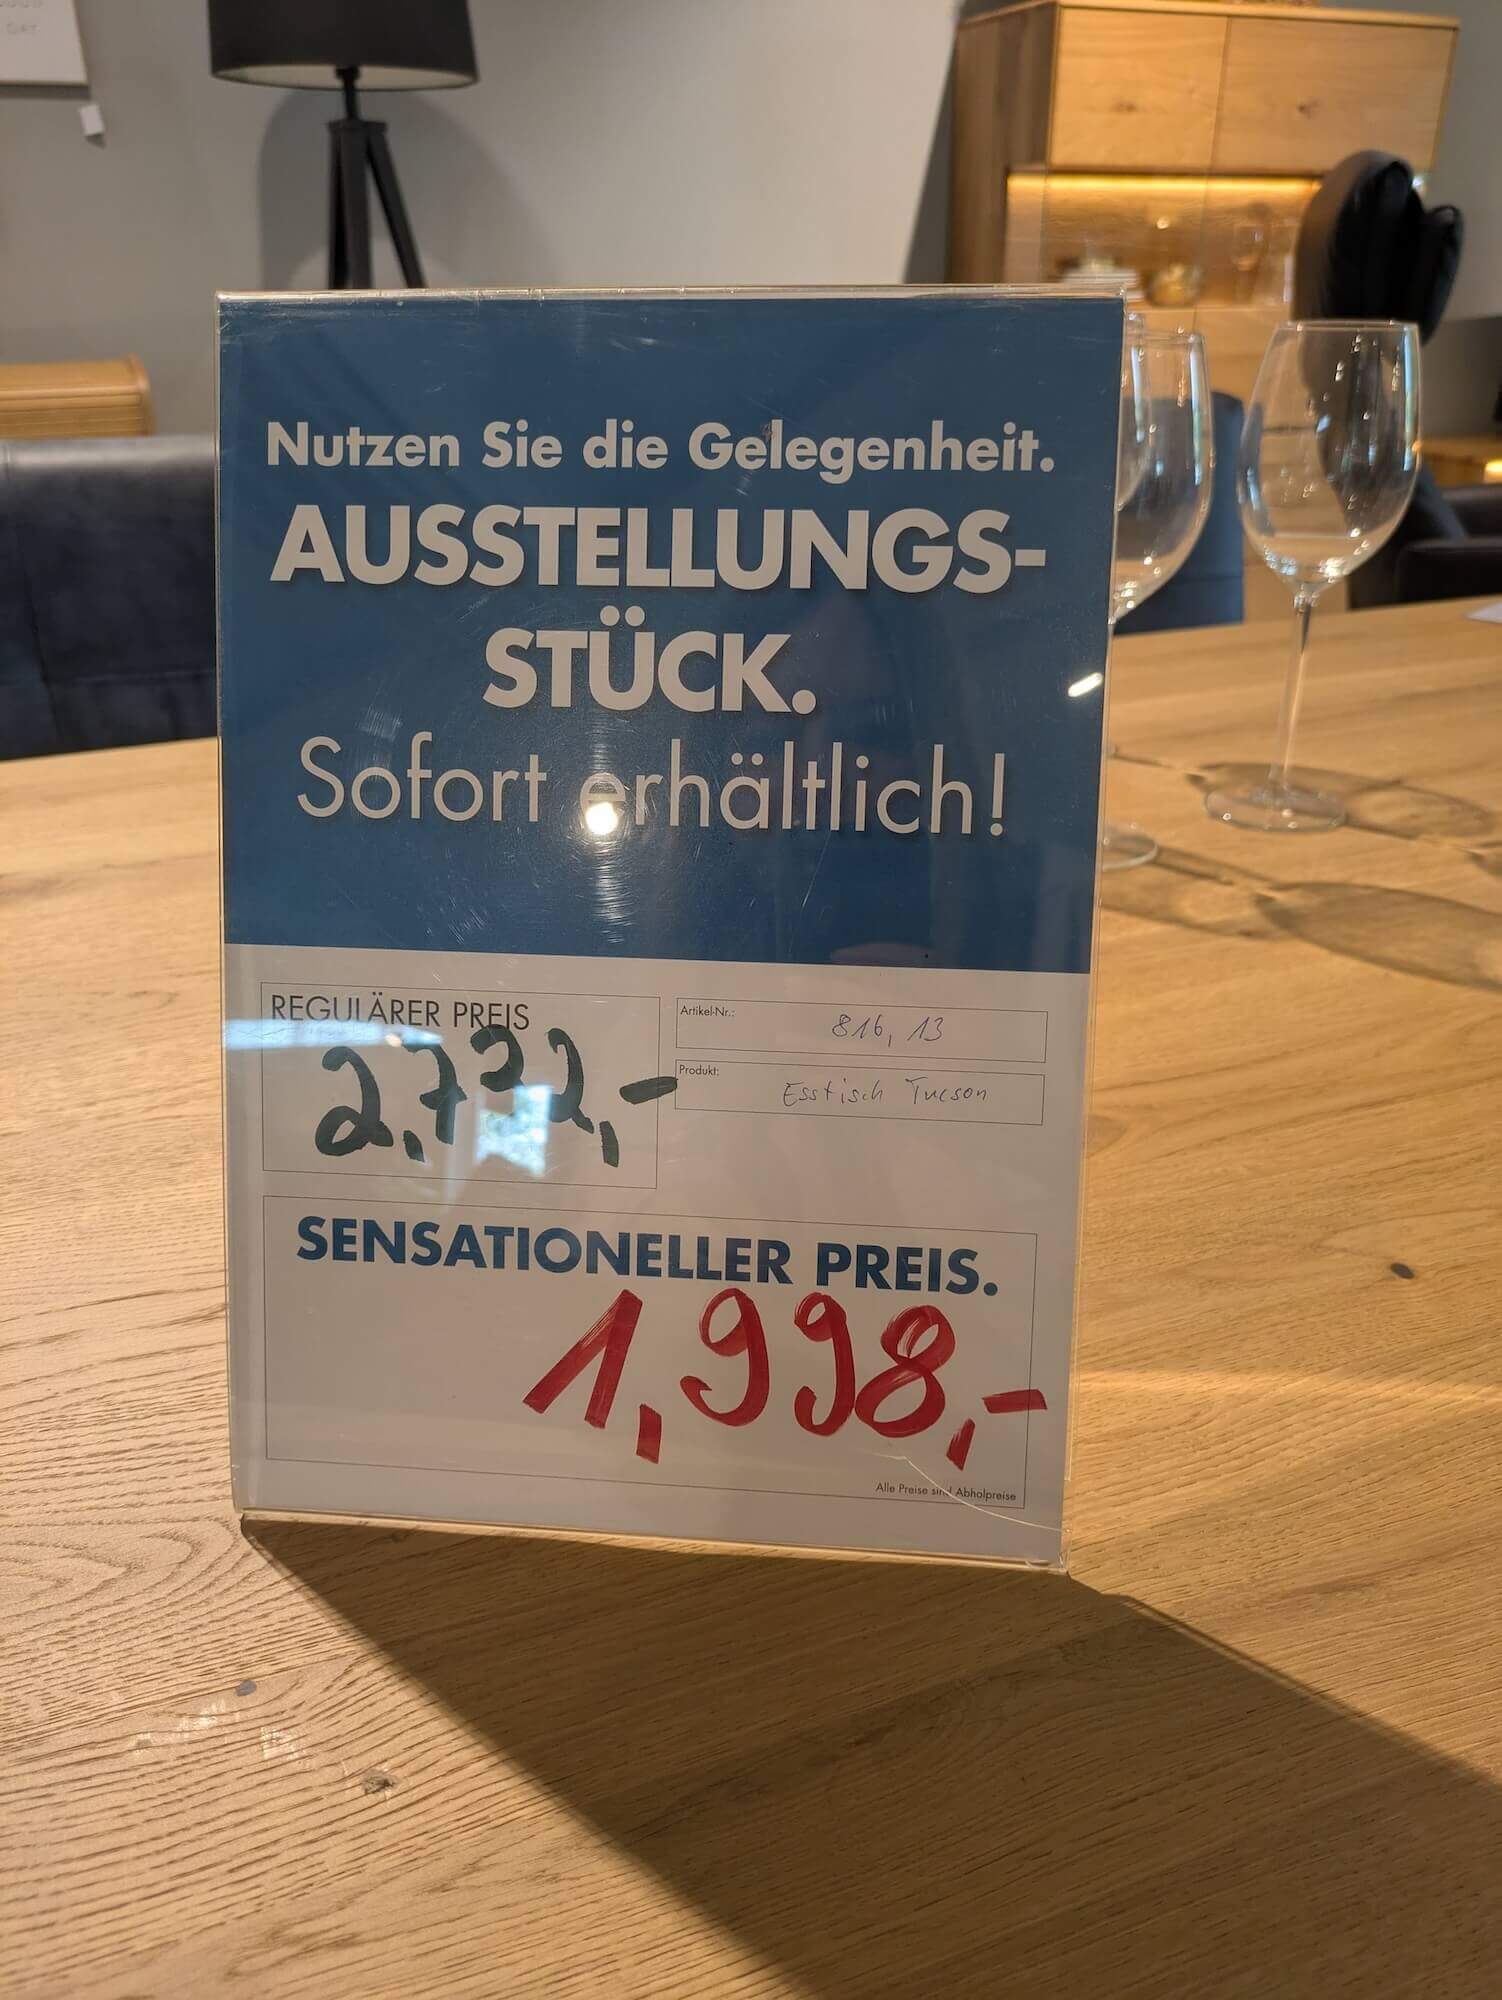 Nutzen Sie die Gelegenheit.
AUSSTELLUNGS-
STÜCK.
Sofort erhältlich!
REGULÄRER PREIS
2,732,-
Artikel-Nr.: 816, 13
Produkt: Esstisch Tucson
SENSATIONELLER PREIS.
1,998,-
Alle Preise sind Abholpreise